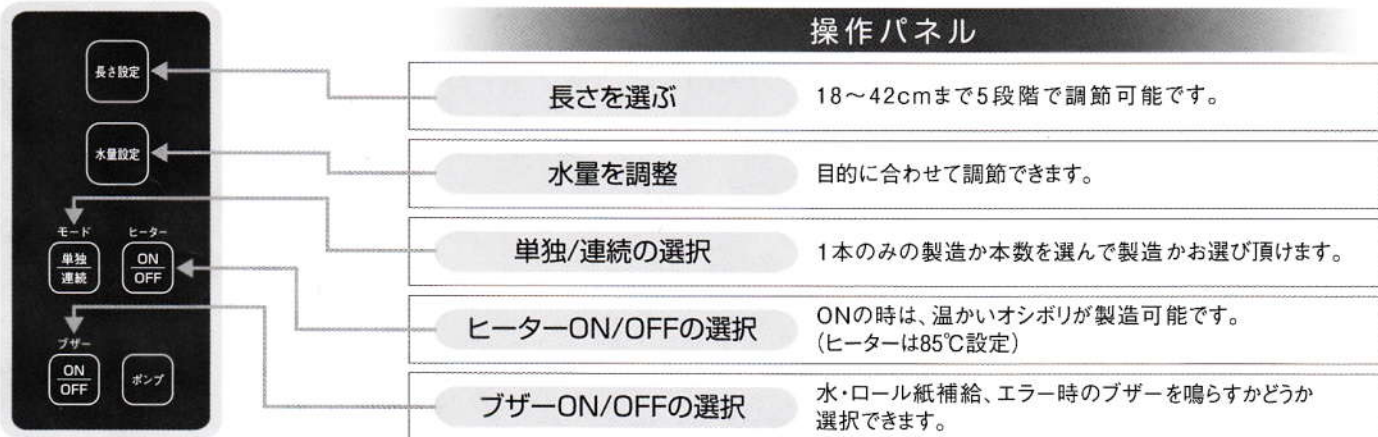 操作パネル
長さ設定
水量設定
モード
ヒーター
単独
連続
ON
OFF
ブザー
ON
OFF
ポンプ
長さを選ぶ
18〜42cmまで5段階で調節可能です。
水量を調整
目的に合わせて調節できます。
単独/連続の選択
1本のみの製造か本数を選んで製造かお選び頂けます。
ヒーターON/OFFの選択
ONの時は、温かいオシボリが製造可能です。
(ヒーターは85℃設定)
ブザーON/OFFの選択
水・ロール紙補給、エラー時のブザーを鳴らすかどうか
選択できます。